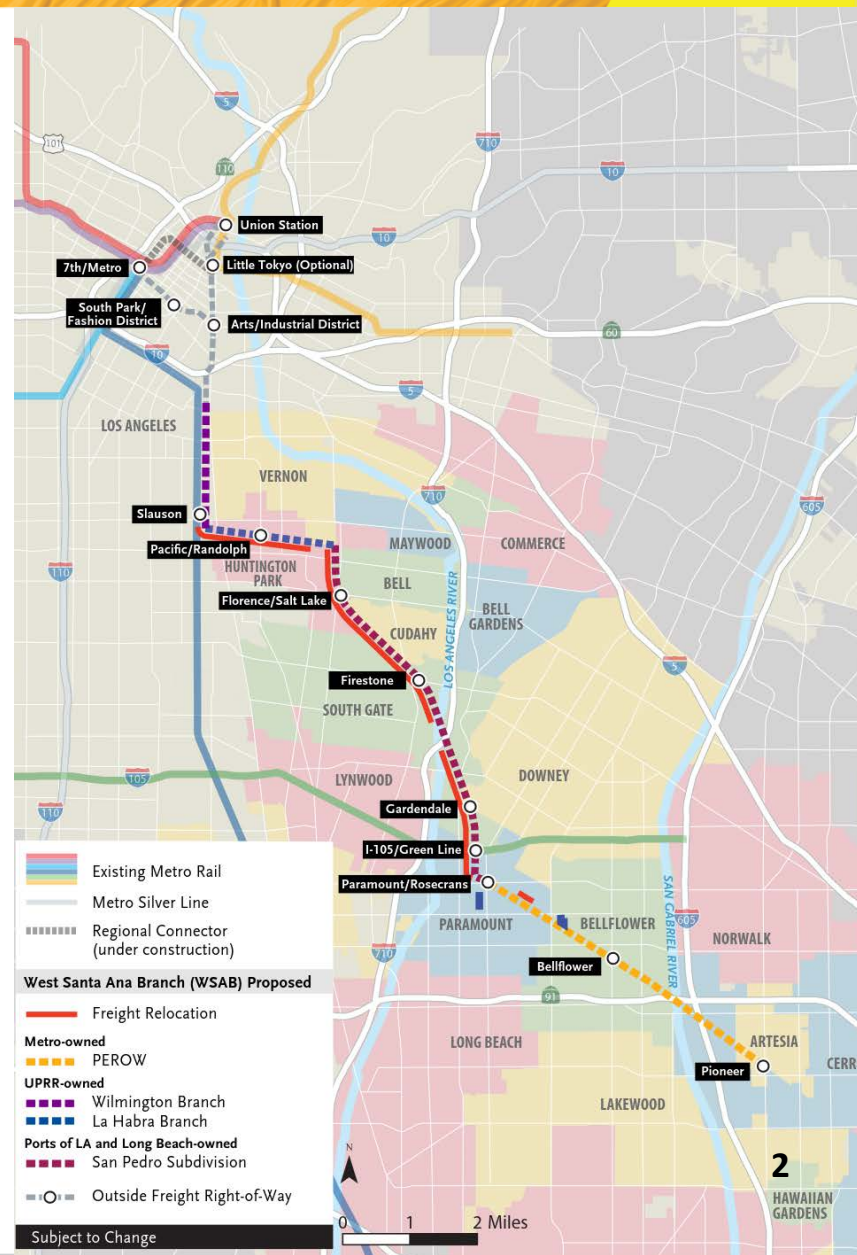 5
101
110
710
10
Union Station
10
7th/Metro
Little Tokyo (Optional)
South Park/
Fashion District
Arts/Industrial District
60
10
5
LOS ANGELES
VERNON
710
605
Slauson
Pacific/Randolph
MAYWOOD
COMMERCE
HUNTINGTON
PARK
110
BELL
Florence/Salt Lake
BELL
GARDENS
CUDAHY
LOS ANGELES RIVER
5
Firestone
SOUTH GATE
105
LYNWOOD
DOWNEY
110
Gardendale
I-105/Green Line
Paramount/Rosecrans
PARAMOUNT
BELLFLOWER
SAN GABRIEL RIVER
605
NORWALK
710
Bellflower
91
LONG BEACH
ARTESIA
CERR
Pioneer
LAKEWOOD
HAWAIIAN
GARDENS
2
Existing Metro Rail
Metro Silver Line
Regional Connector
(under construction)
West Santa Ana Branch (WSAB) Proposed
Freight Relocation
Metro-owned
PEROW
UPRR-owned
Wilmington Branch
La Habra Branch
Ports of LA and Long Beach-owned
San Pedro Subdivision
Outside Freight Right-of-Way
Subject to Change
N
0 1 2 Miles